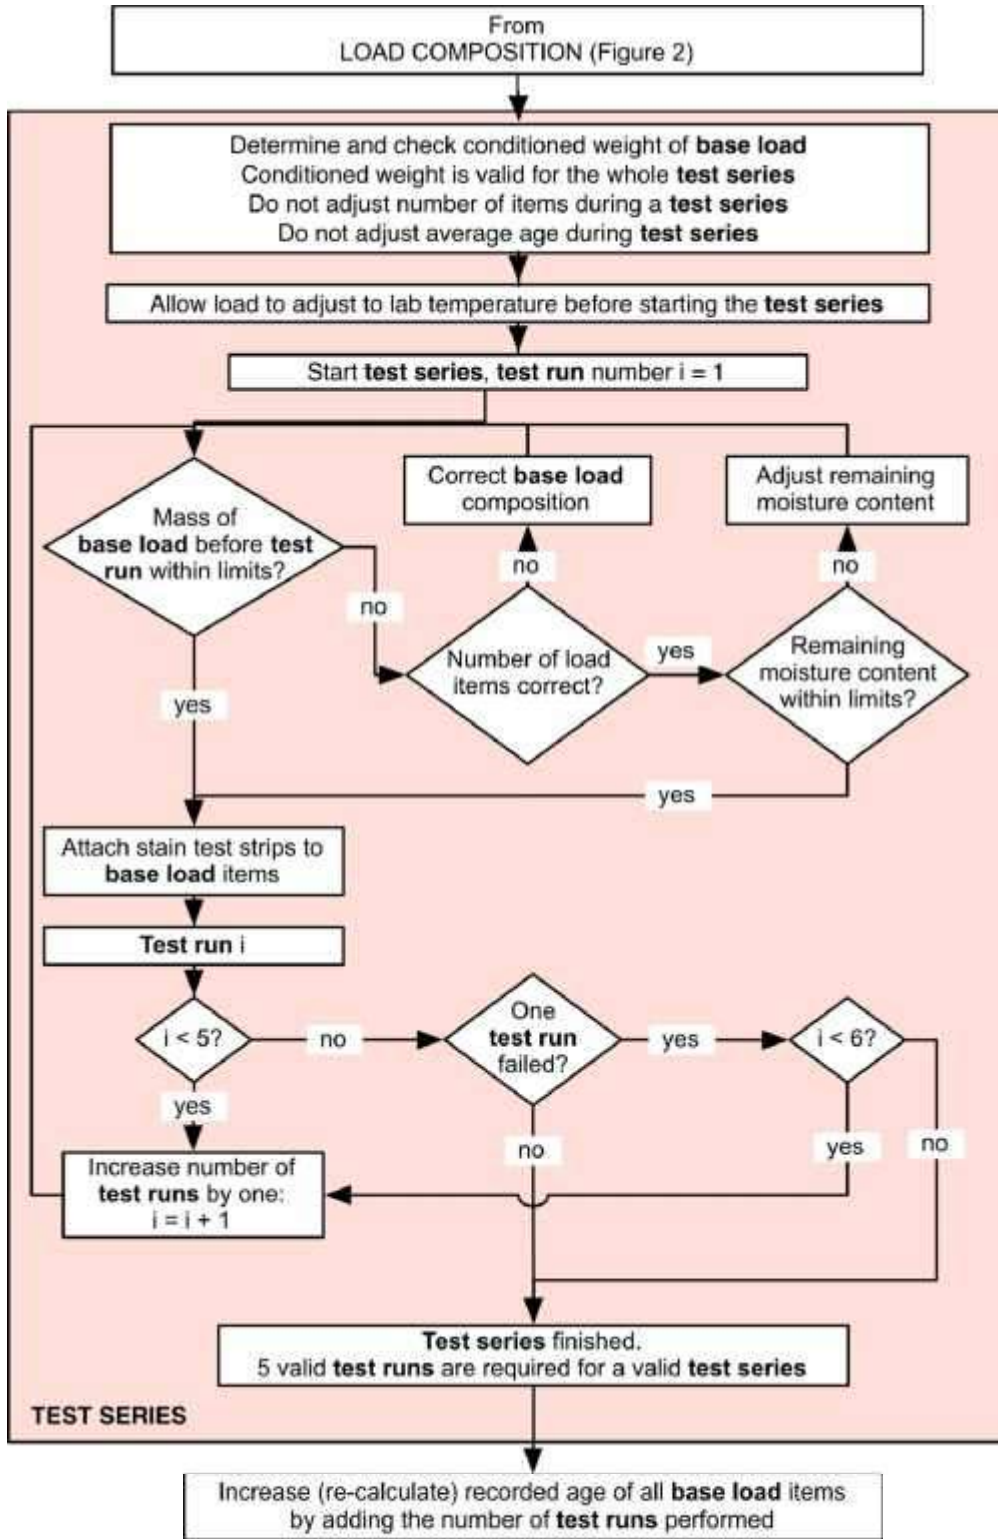 From
LOAD COMPOSITION (Figure 2)
Determine and check conditioned weight of base load
Conditioned weight is valid for the whole test series
Do not adjust number of items during a test series
Do not adjust average age during test series
Allow load to adjust to lab temperature before starting the test series
Start test series, test run number i = 1
Mass of
base load before test
run within limits?
Correct base load
composition
Adjust remaining
moisture content
no
no
no
Number of load
items correct?
yes
Remaining
moisture content
within limits?
yes
yes
Attach stain test strips to
base load items
Test run i
i < 5?
no
One
test run
failed?
yes
i < 6?
yes
no
yes
no
Increase number of
test runs by one:
i = i + 1
Test series finished.
5 valid test runs are required for a valid test series
TEST SERIES
Increase (re-calculate) recorded age of all base load items
by adding the number of test runs performed